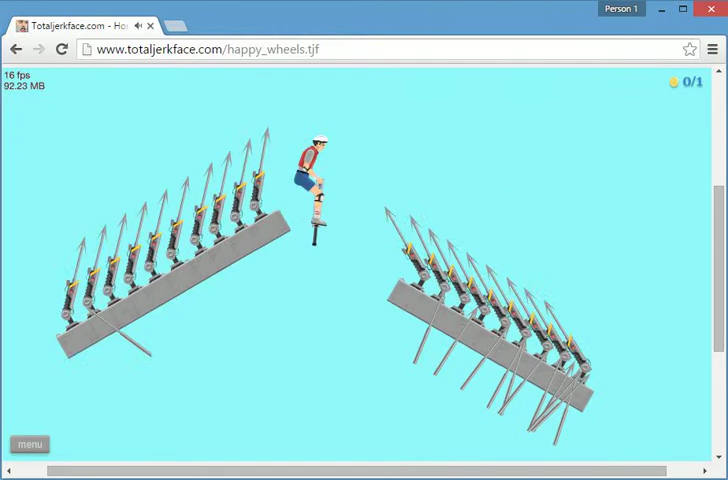 Person 1
Totaljerkface.com - Ho
www.totaljerkface.com/happy_wheels.tjf
16 fps
92.23 MB
0/1
menu